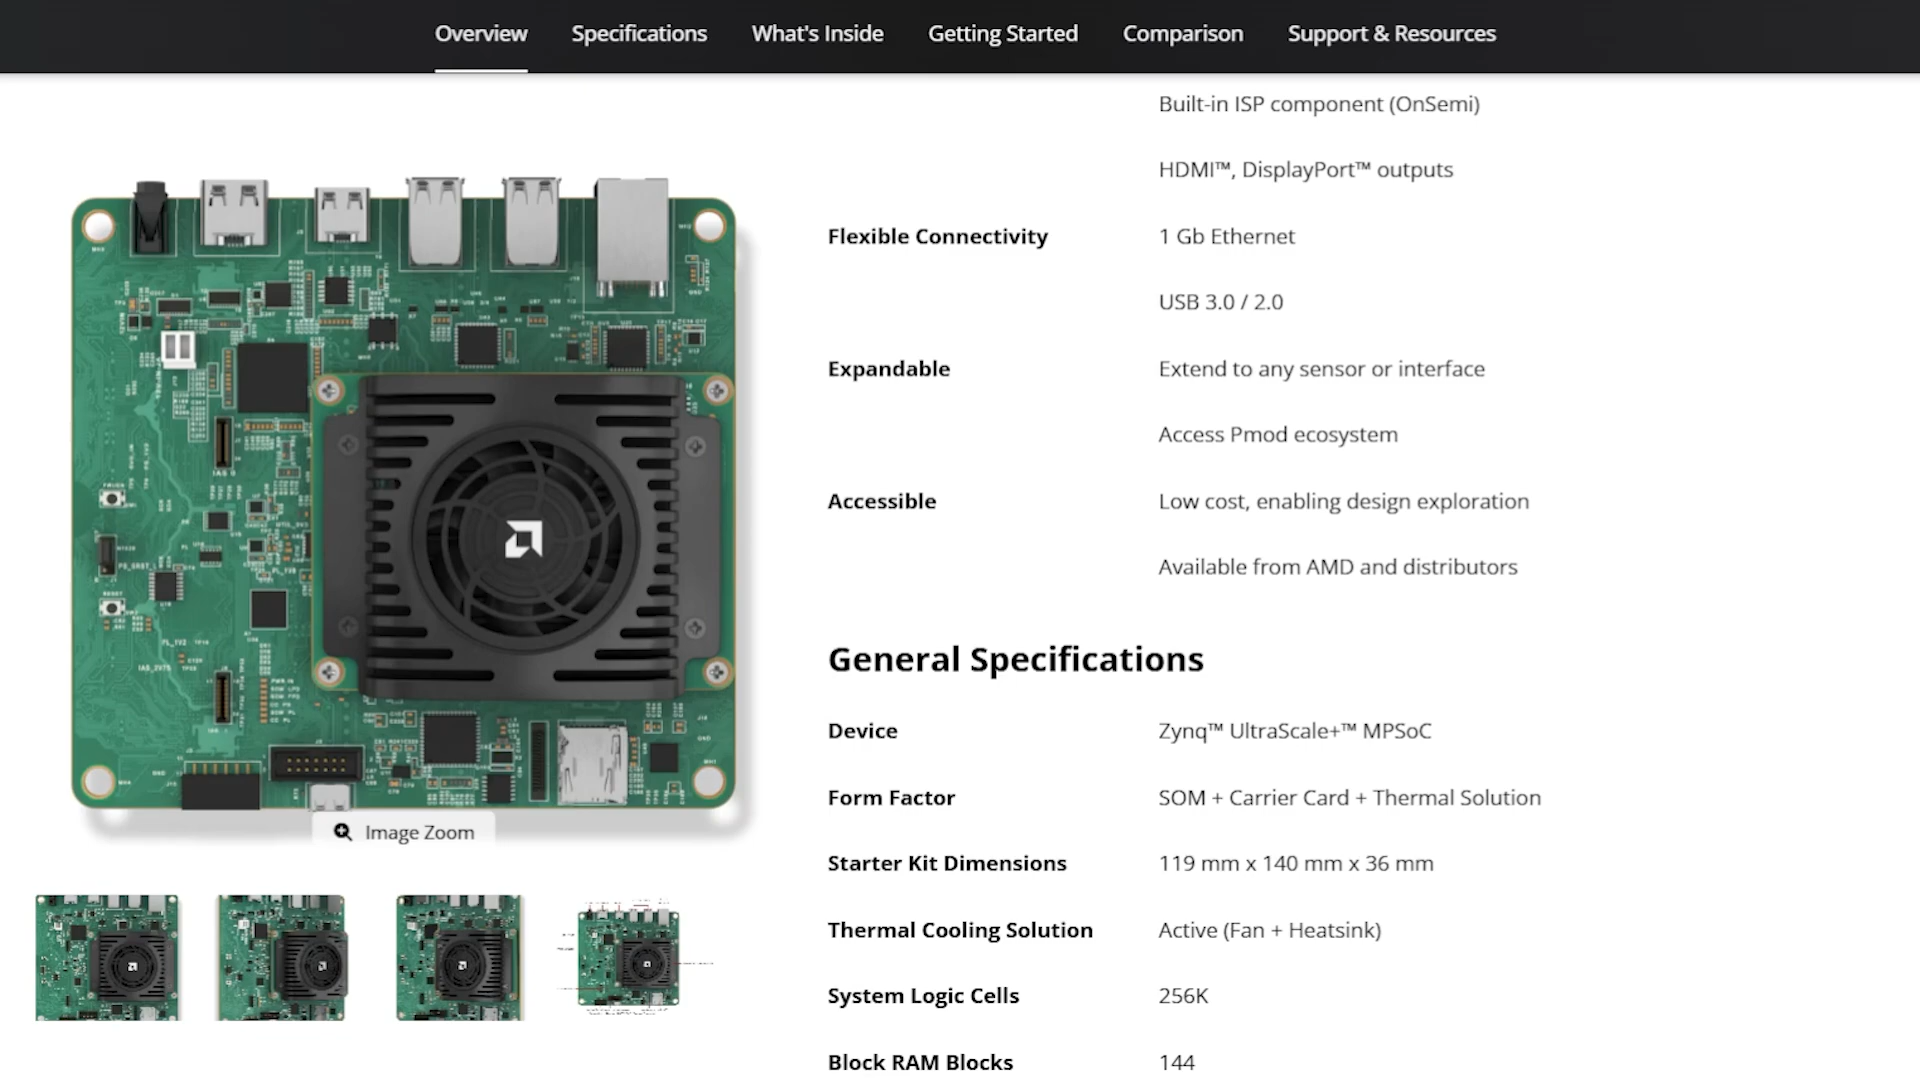 Overview Specifications What's Inside Getting Started Comparison Support & Resources
Built-in ISP component (OnSemi)
HDMI™, DisplayPort™ outputs
Flexible Connectivity 1 Gb Ethernet
USB 3.0 / 2.0
Expandable Extend to any sensor or interface
Access Pmod ecosystem
Accessible Low cost, enabling design exploration
Available from AMD and distributors
General Specifications
Device Zynq™ UltraScale+™ MPSoC
Form Factor SOM + Carrier Card + Thermal Solution
Starter Kit Dimensions 119 mm x 140 mm x 36 mm
Thermal Cooling Solution Active (Fan + Heatsink)
System Logic Cells 256K
Block RAM Blocks 144
Image Zoom